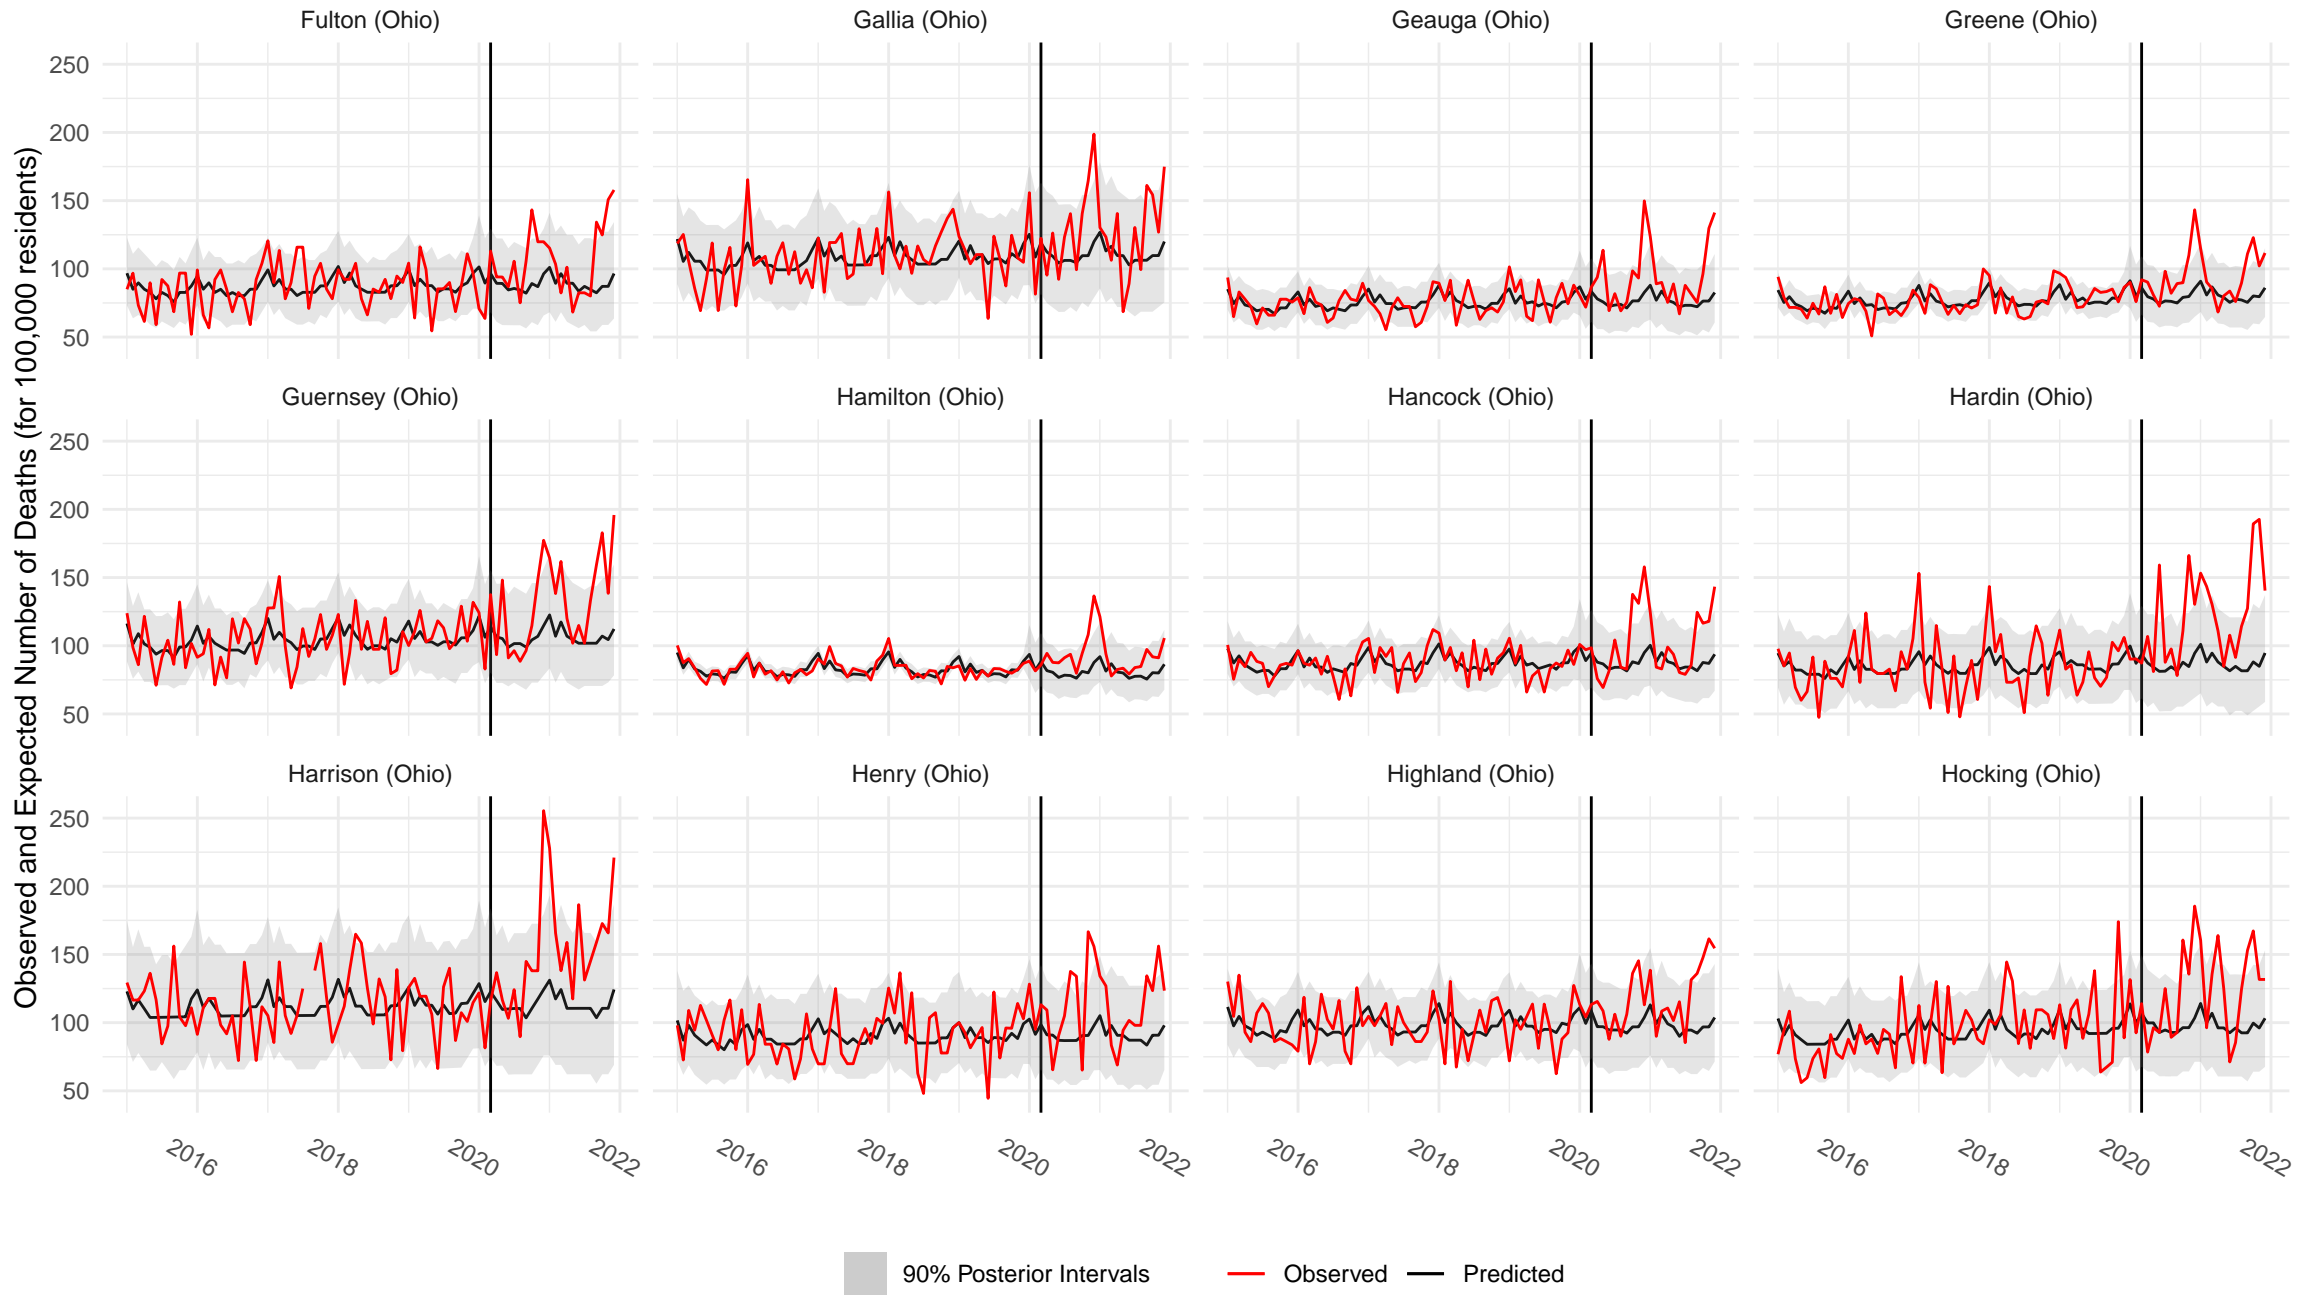 Fulton (Ohio) Gallia (Ohio) Geauga (Ohio) Greene (Ohio)
250
200
150
100
50
Guernsey (Ohio) Hamilton (Ohio) Hancock (Ohio) Hardin (Ohio)
250
200
150
100
50
Harrison (Ohio) Henry (Ohio) Highland (Ohio) Hocking (Ohio)
250
200
150
100
50
2016 2018 2020 2022 2016 2018 2020 2022 2016 2018 2020 2022 2016 2018 2020 2022
Observed and Expected Number of Deaths (for 100,000 residents)
90% Posterior Intervals Observed Predicted